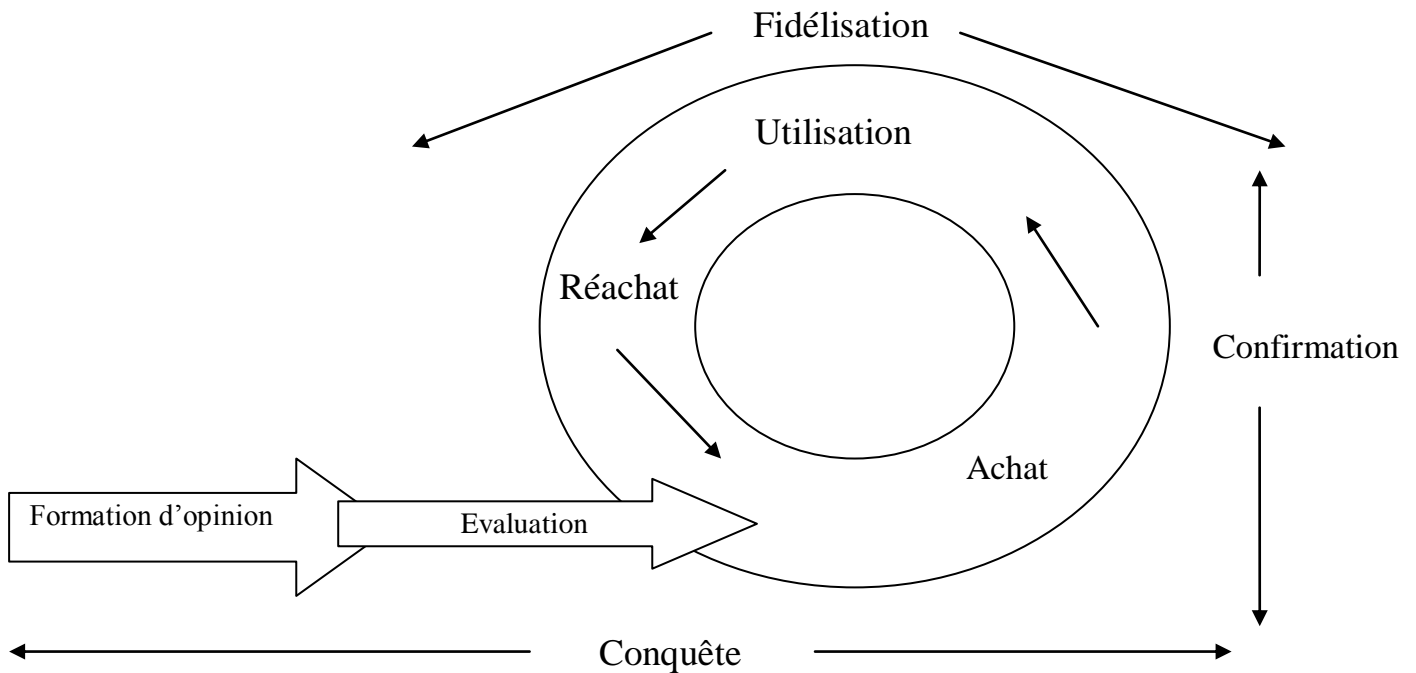 Fidélisation
Utilisation
Réachat
Confirmation
Achat
Formation d’opinion
Evaluation
Conquête